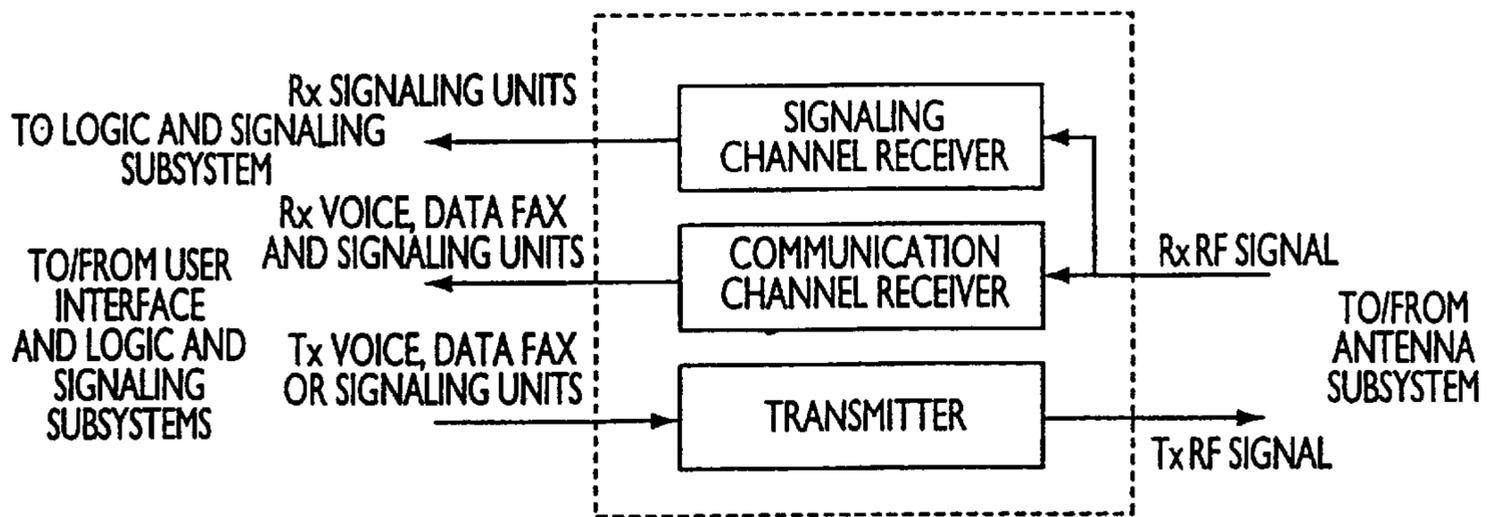 Rx SIGNALING UNITS
TO LOGIC AND SIGNALING
SUBSYSTEM
SIGNALING
CHANNEL RECEIVER
Rx VOICE, DATA FAX
AND SIGNALING UNITS
TO/FROM USER
INTERFACE
AND LOGIC AND
SIGNALING
SUBSYSTEMS
COMMUNICATION
CHANNEL RECEIVER
Rx RF SIGNAL
TO/FROM
ANTENNA
SUBSYSTEM
Tx VOICE, DATA FAX
OR SIGNALING UNITS
TRANSMITTER
Tx RF SIGNAL